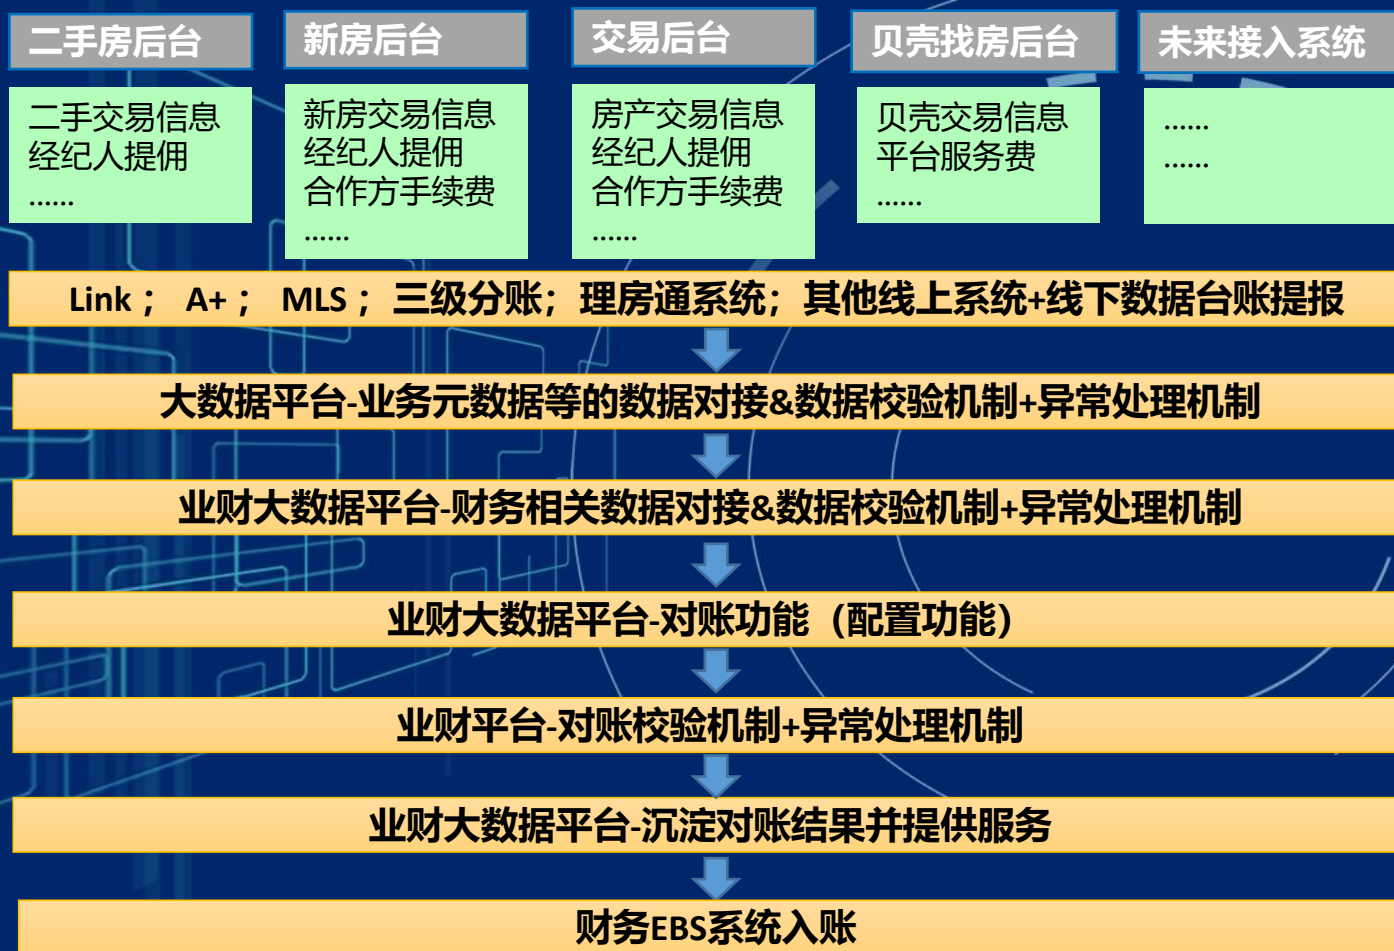 二手房后台
二手交易信息
经纪人提佣
......
新房后台
新房交易信息
经纪人提佣
合作方手续费
......
交易后台
房产交易信息
经纪人提佣
合作方手续费
......
贝壳找房后台
贝壳交易信息
平台服务费
......
未来接入系统
......
......
Link； A+； MLS；三级分账；理房通系统；其他线上系统+线下数据台账提报
大数据平台-业务元数据等的数据对接&数据校验机制+异常处理机制
业财大数据平台-财务相关数据对接&数据校验机制+异常处理机制
业财大数据平台-对账功能（配置功能）
业财平台-对账校验机制+异常处理机制
业财大数据平台-沉淀对账结果并提供服务
财务EBS系统入账